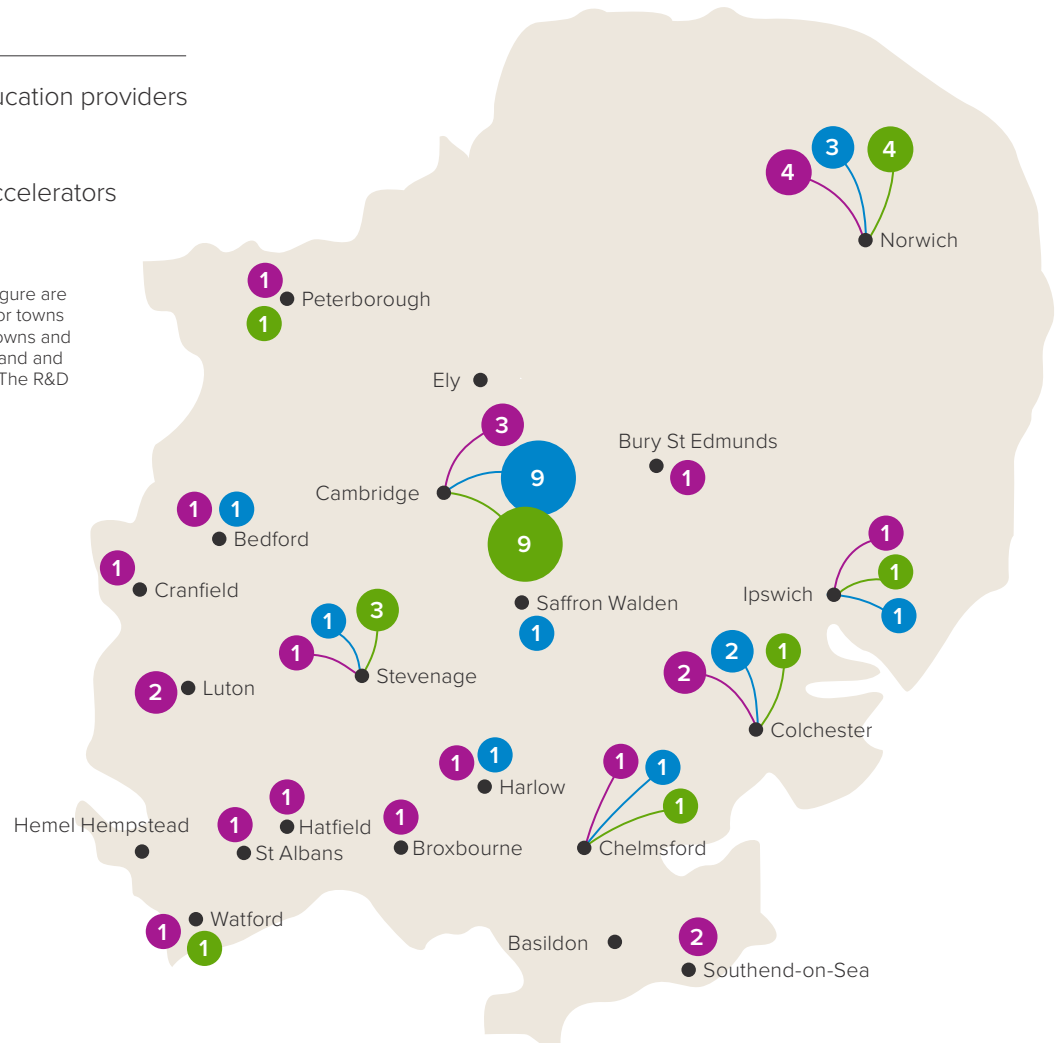 ucation providers
ccelerators
gure are
or towns
owns and
and and
The R&D
4
3
4
Norwich
1
Peterborough
1
Ely
3
Bury St Edmunds
1
9
Cambridge
9
1
1
Bedford
1
Cranfield
1
1
1
Ipswich
Saffron Walden
1
1
3
1
Stevenage
2
Luton
2
2
1
Colchester
1
1
Harlow
1
1
1
Chelmsford
Hemel Hempstead
1
Hatfield
1
St Albans
1
Broxbourne
Watford
1
1
Basildon
2
Southend-on-Sea